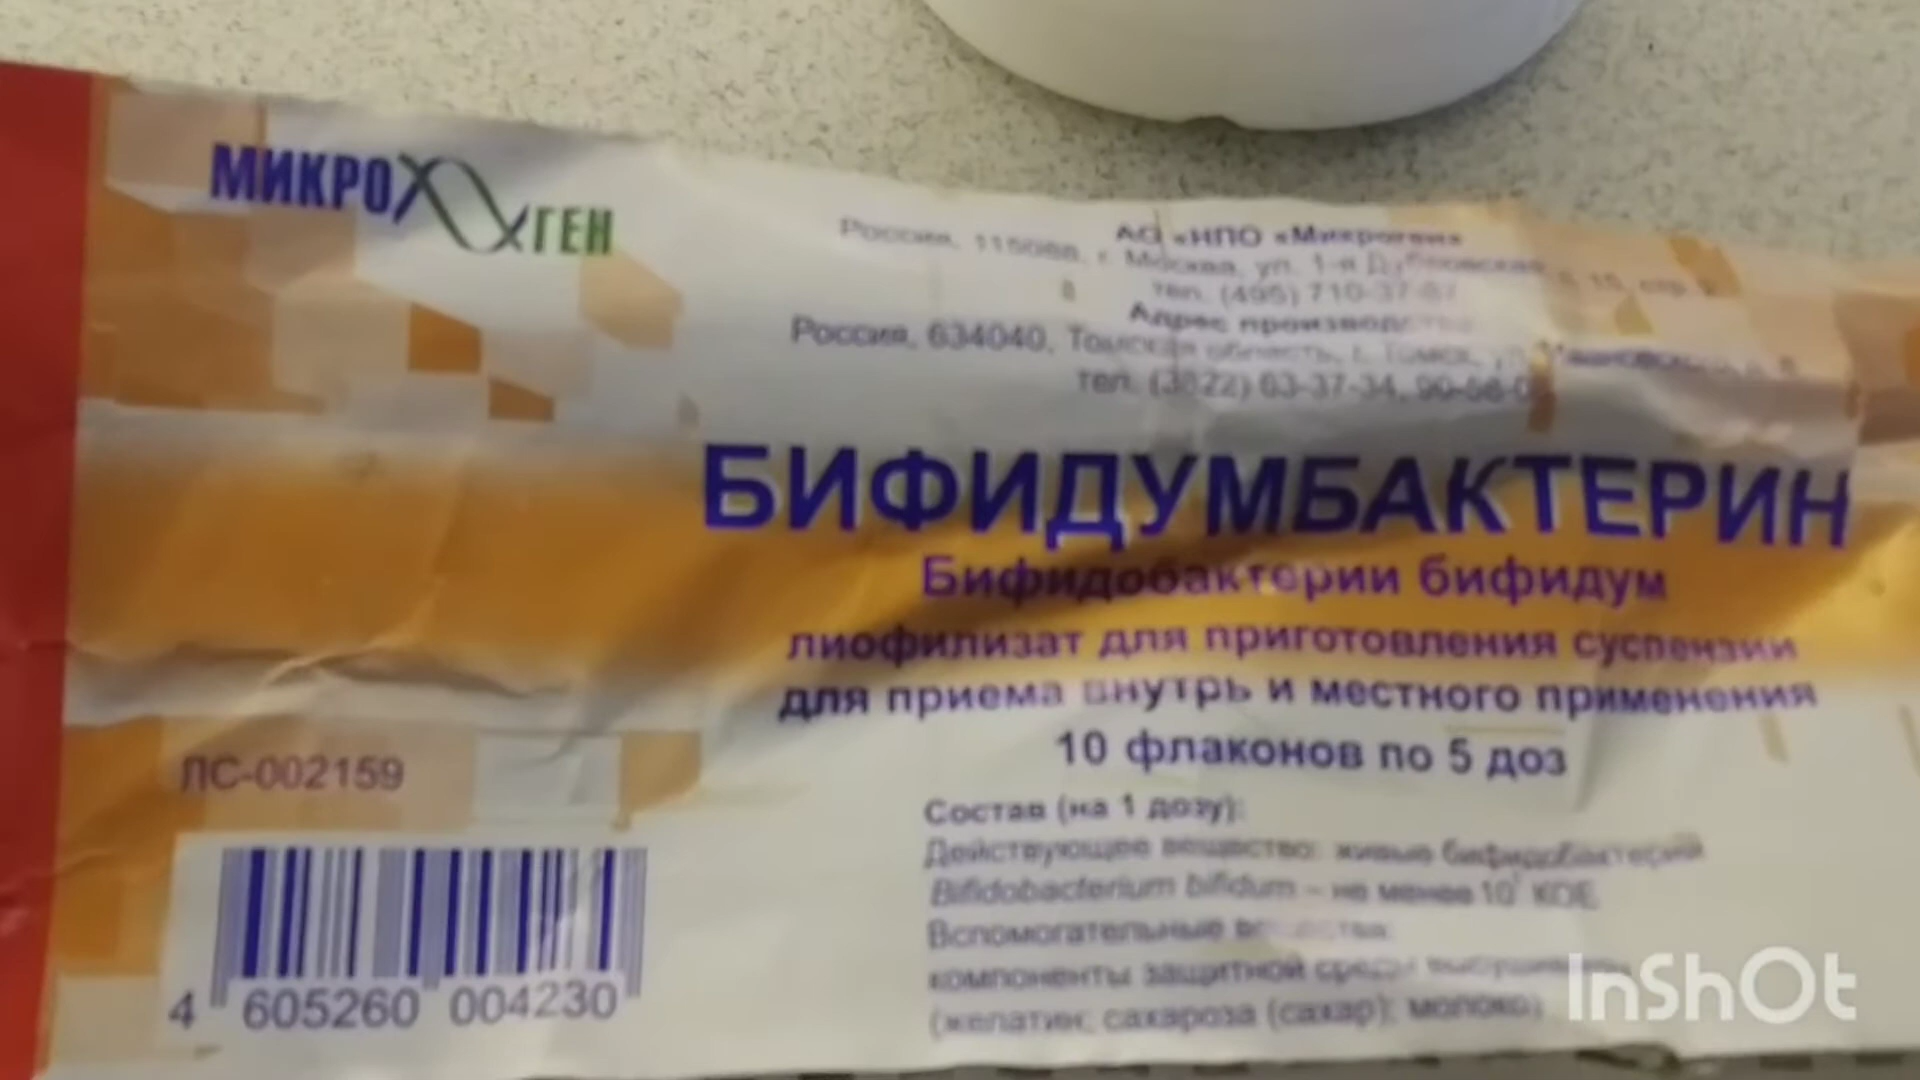 МИКРОГЕН
АО «НПО «Микроген»
Россия, 115088, г. Москва, ул. 1-я Дубровская
тел. (495) 710-37-87
Адрес производства
Россия, 634040, Томская область, г. Томск,
тел. (3822) 63-37-34,
БИФИДУМБАКТЕРИН
Бифидобактерии бифидум
лиофилизат для приготовления суспензии
для приема внутрь и местного применения
10 флаконов по 5 доз
ЛС-002159
Состав (на 1 дозу):
Действующее вещество: живые бифидобактерий
Bifidobacterium bifidum – не менее 10⁷ КОЕ
Вспомогательные вещества:
компоненты защитной среды
(желатин; сахароза (сахар); молоко)
4 605260 004230
InShOt